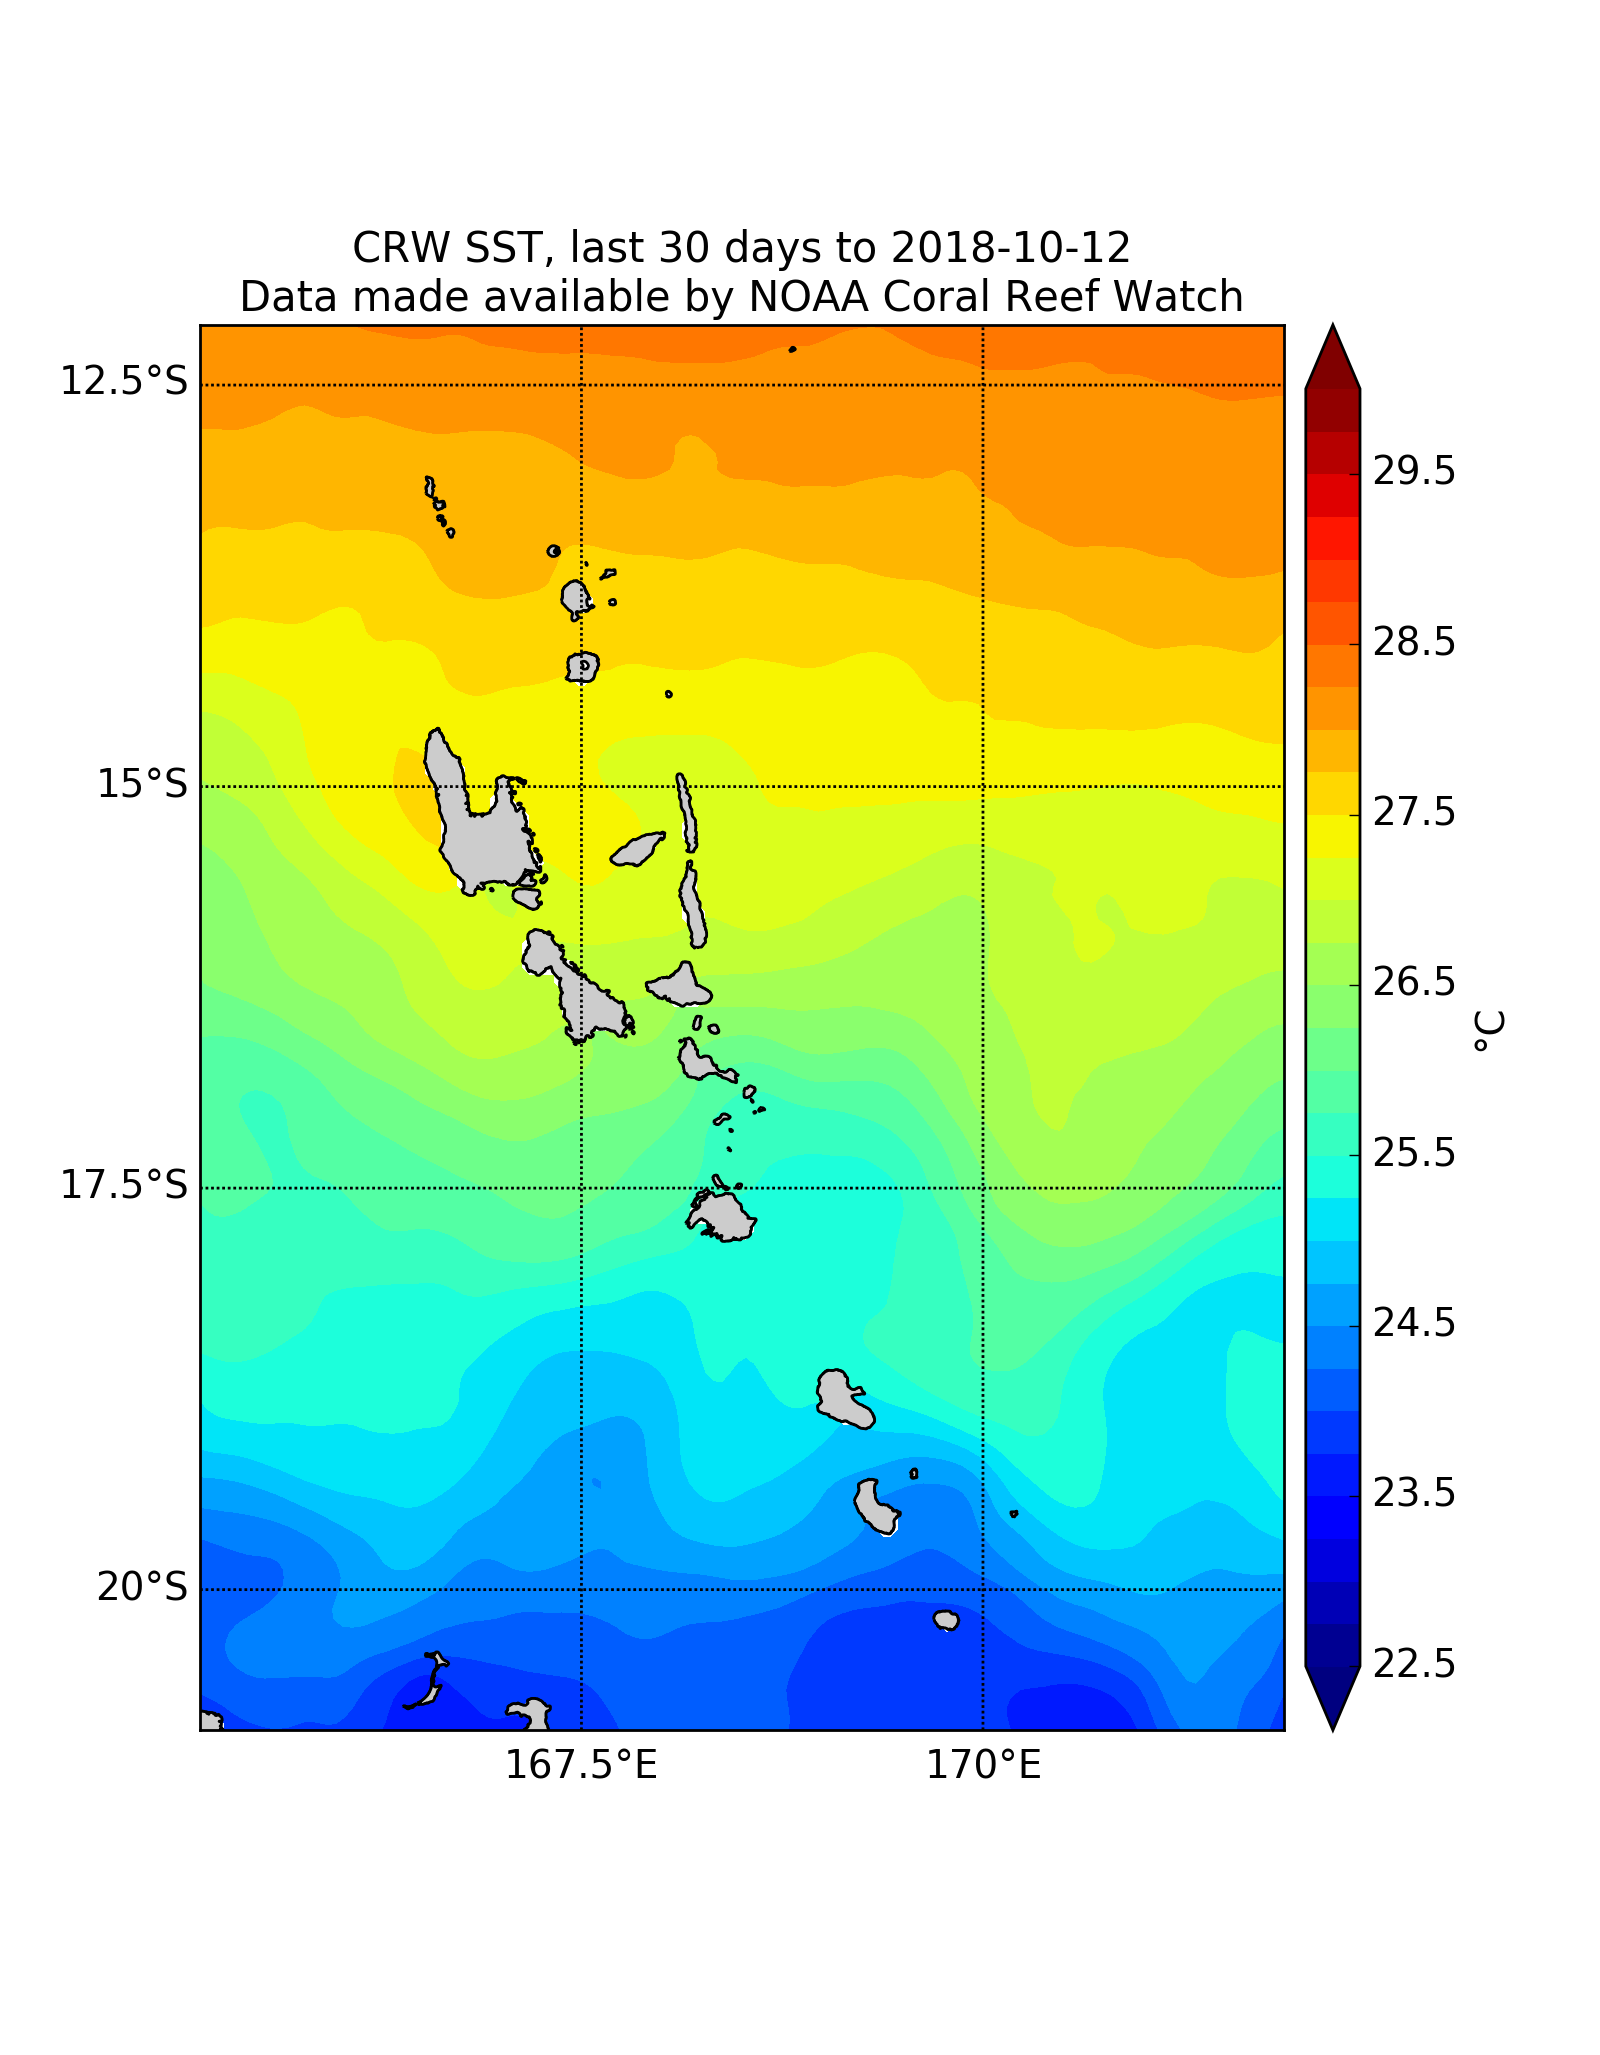 CRW SST, last 30 days to 2018-10-12
Data made available by NOAA Coral Reef Watch
12.5°S
15°S
17.5°S
20°S
167.5°E
170°E
29.5
28.5
27.5
26.5
25.5
24.5
23.5
22.5
°C